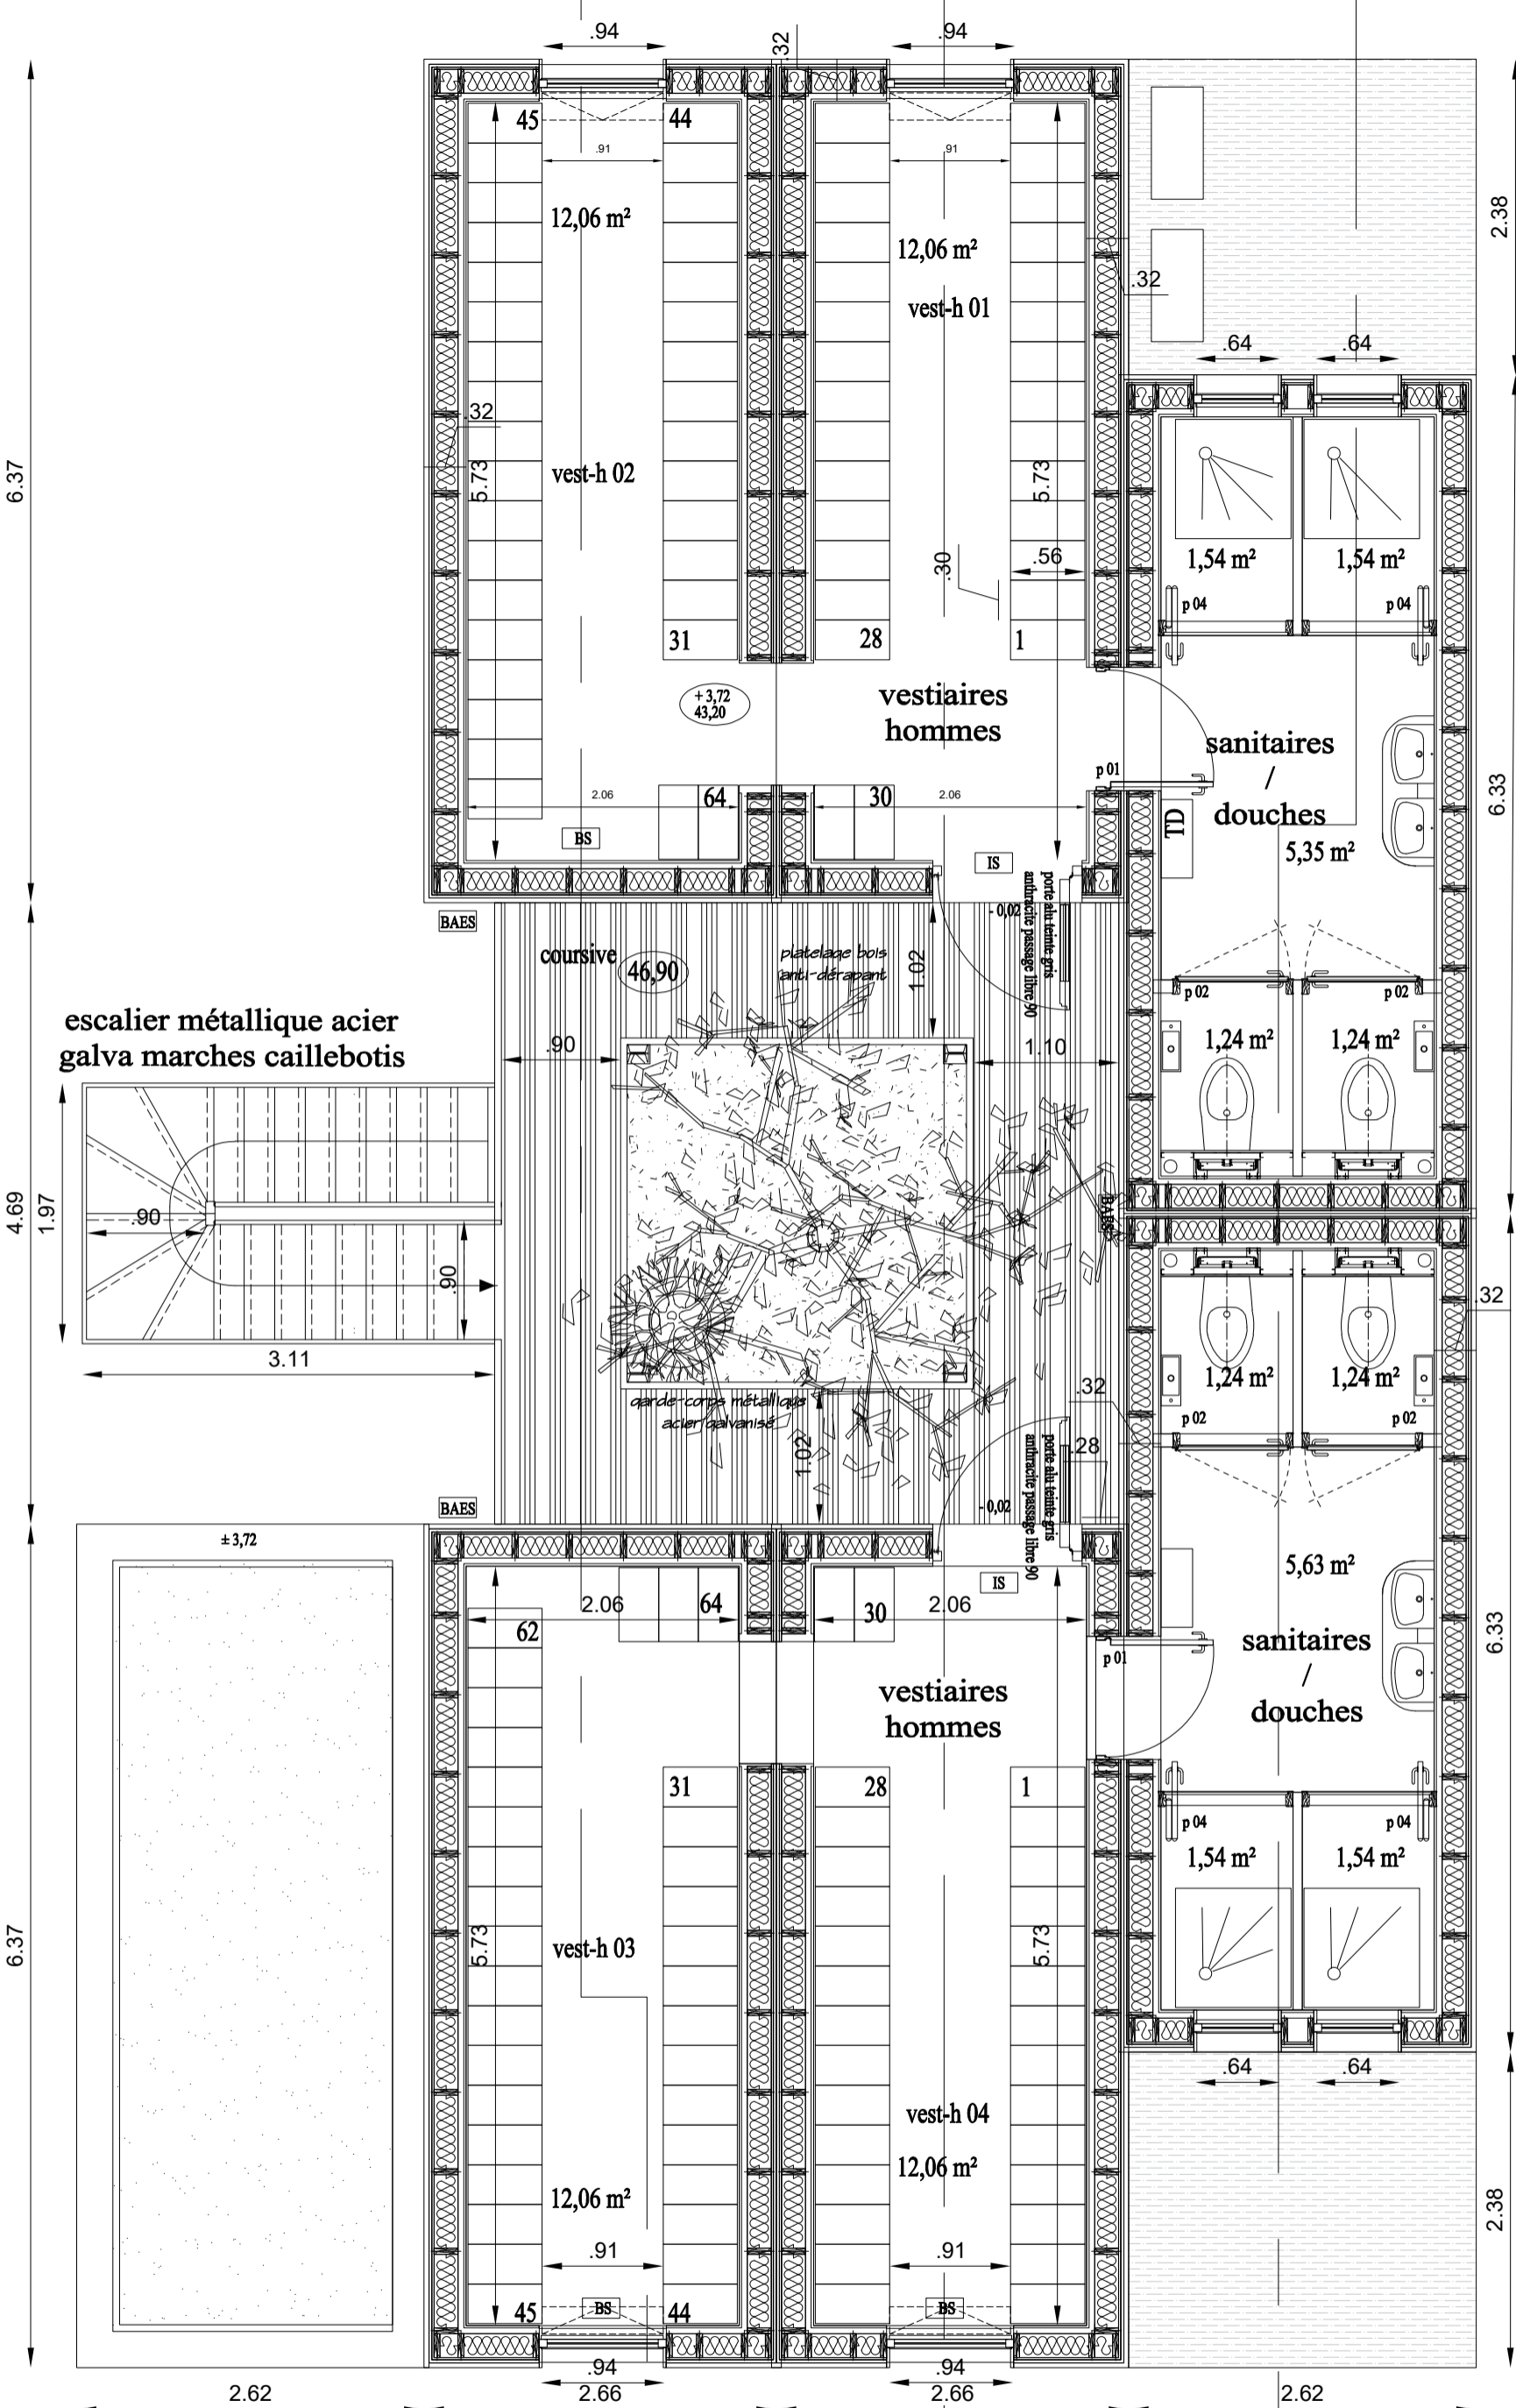 .94
.32
.94
45
44
.91
.91
2.38
12,06 m²
12,06 m²
vest-h 01
.32
.64
.64
.32
6.37
vest-h 02
5.73
5.73
.30
.56
1,54 m²
1,54 m²
p 04
p 04
31
28
1
+ 3,72
43,20
vestiaires
hommes
sanitaires
/
douches
5,35 m²
p 01
6.33
64
30
2.06
2.06
BS
IS
TD
BAES
- 0,02
porte alu teinte gris
anthracite passage libre 90
coursive
46,90
platelage bois
anti-dérapant
1.02
p 02
p 02
escalier métallique acier
galva marches caillebotis
.90
1.10
1,24 m²
1,24 m²
4.69
1.97
.90
.90
BAES
3.11
.32
1,24 m²
1,24 m²
.32
garde-corps métallique
acier galvanisé
1.02
p 02
p 02
.28
porte alu teinte gris
anthracite passage libre 90
BAES
- 0,02
± 3,72
5,63 m²
IS
62
2.06
64
30
2.06
sanitaires
/
douches
6.33
p 01
vestiaires
hommes
31
28
1
p 04
p 04
1,54 m²
1,54 m²
6.37
vest-h 03
5.73
5.73
.64
.64
vest-h 04
12,06 m²
12,06 m²
2.38
.91
.91
45
BS
44
BS
.94
.94
2.62
2.66
2.66
2.62